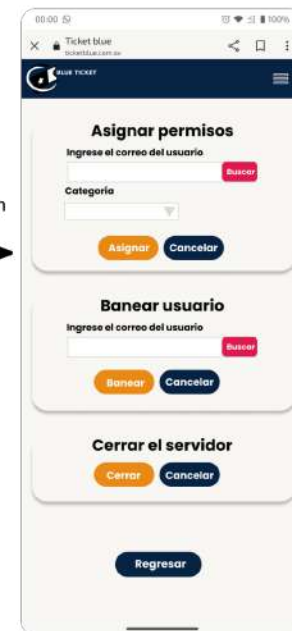 00:00
100%
Ticket blue
ticketblue.com.sv
BLUE TICKET
Asignar permisos
Ingrese el correo del usuario
Buscar
Categoría
n
Asignar Cancelar
Banear usuario
Ingrese el correo del usuario
Buscar
Banear Cancelar
Cerrar el servidor
Cerrar Cancelar
Regresar